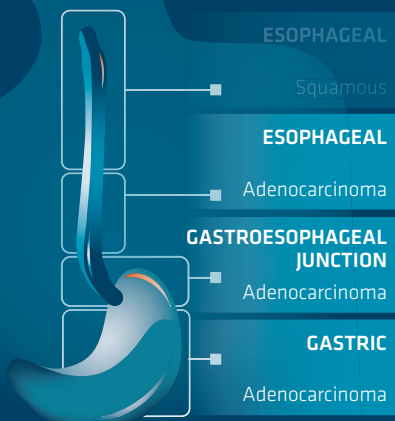 ESOPHAGEAL
Squamous
ESOPHAGEAL
Adenocarcinoma
GASTROESOPHAGEAL
JUNCTION
Adenocarcinoma
GASTRIC
Adenocarcinoma